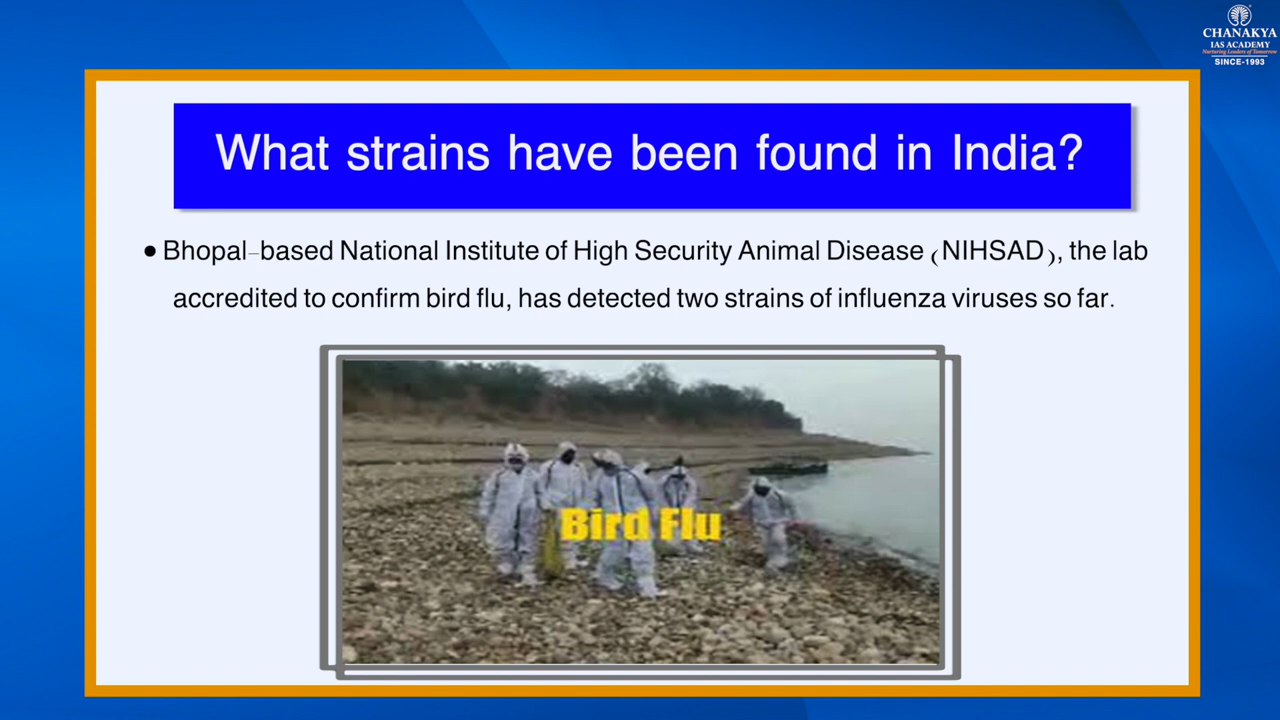 CHANAKYA
IAS ACADEMY
Nurturing Leaders of Tomorrow
SINCE-1993
What strains have been found in India?
● Bhopal-based National Institute of High Security Animal Disease (NIHSAD), the lab
accredited to confirm bird flu, has detected two strains of influenza viruses so far.
Bird Flu